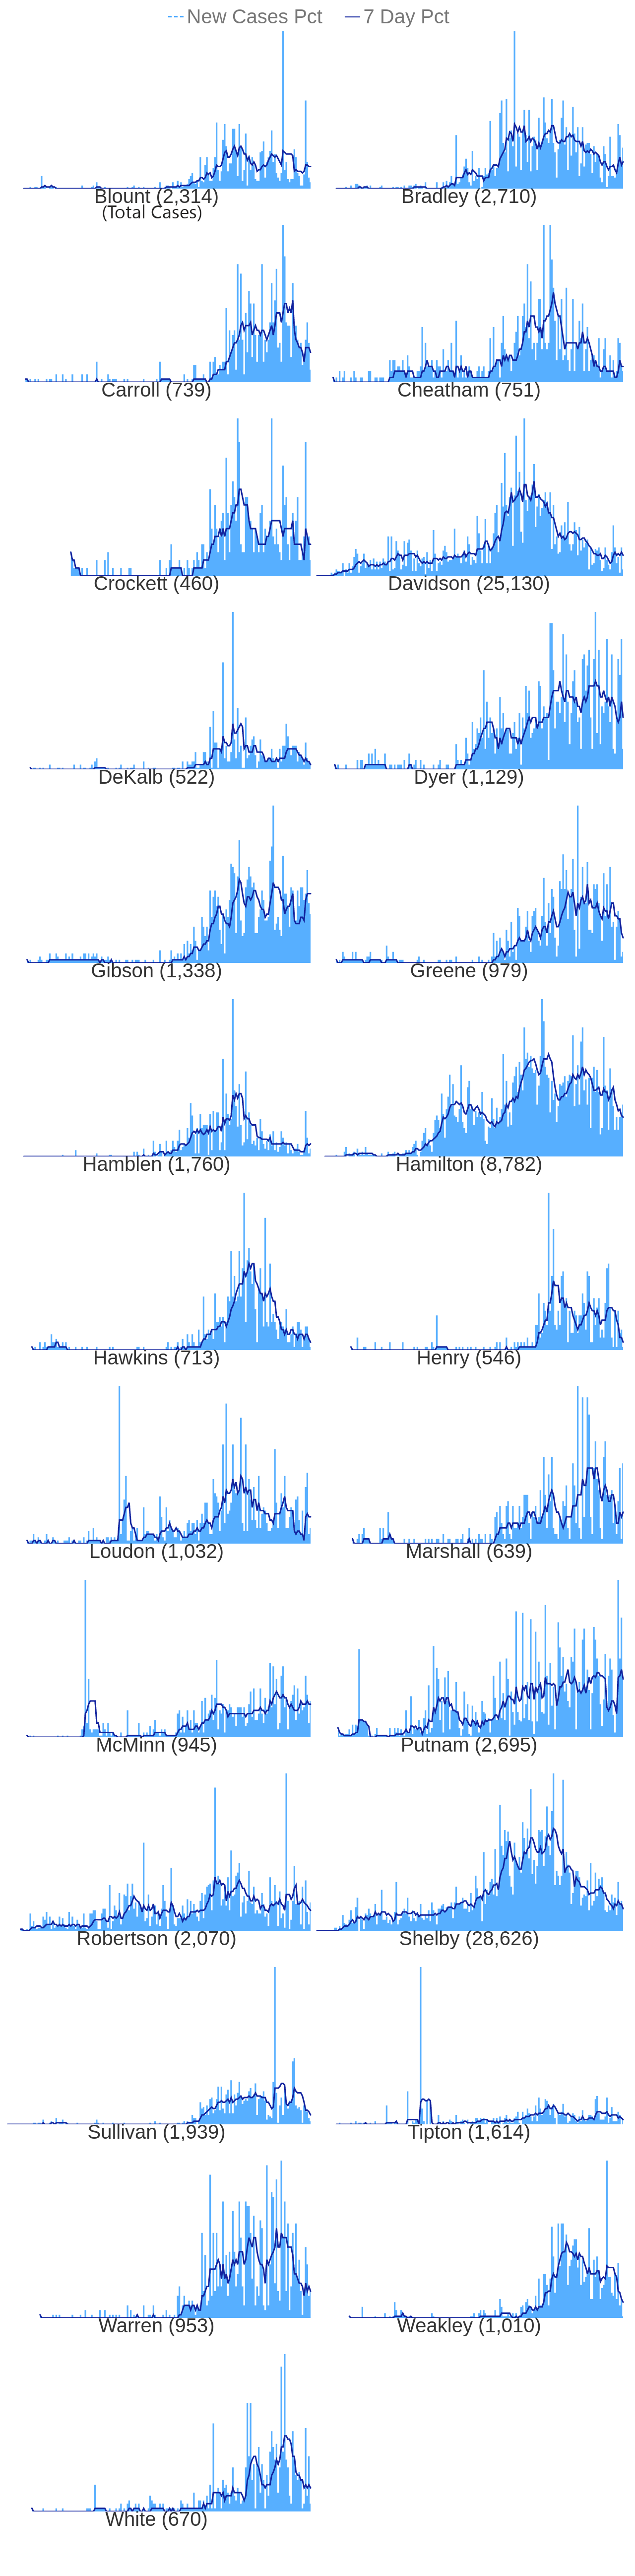 New Cases Pct 7 Day Pct
Blount (2,314) Bradley (2,710)
(Total Cases)
Carroll (739) Cheatham (751)
Crockett (460) Davidson (25,130)
DeKalb (522) Dyer (1,129)
Gibson (1,338) Greene (979)
Hamblen (1,760) Hamilton (8,782)
Hawkins (713) Henry (546)
Loudon (1,032) Marshall (639)
McMinn (945) Putnam (2,695)
Robertson (2,070) Shelby (28,626)
Sullivan (1,939) Tipton (1,614)
Warren (953) Weakley (1,010)
White (670)